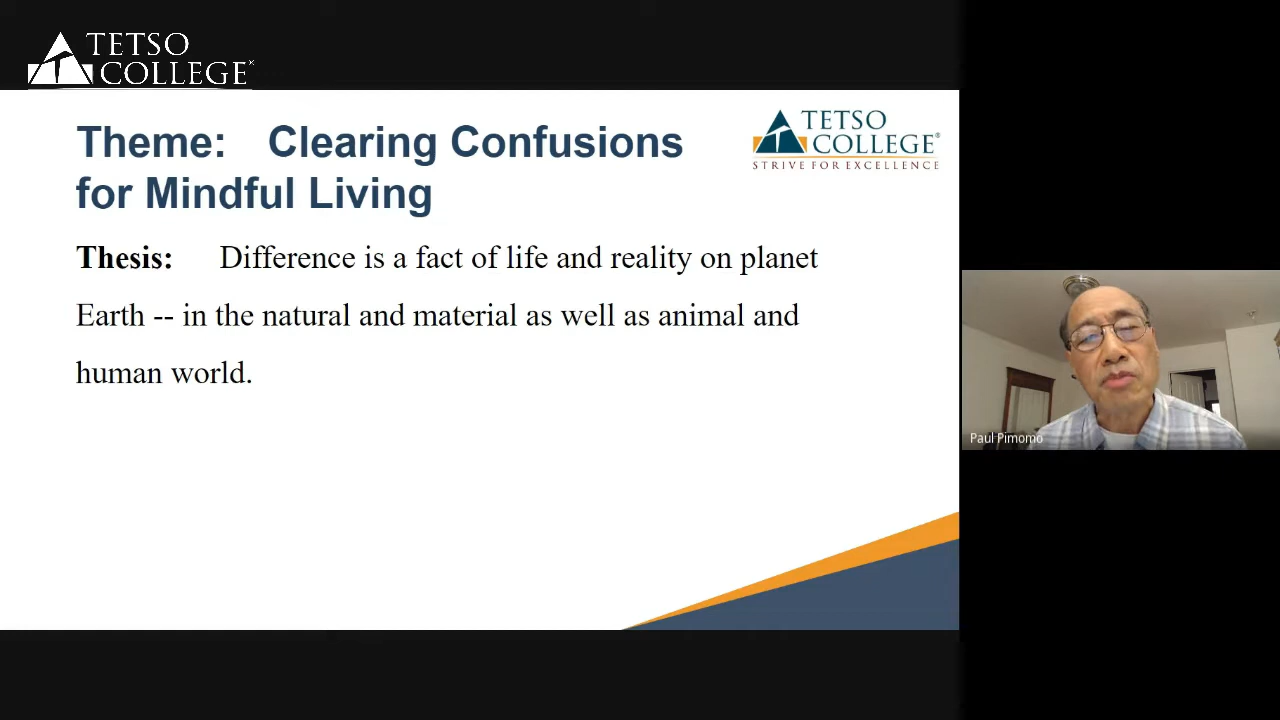 TETSO
COLLEGE
Theme: Clearing Confusions
for Mindful Living
TETSO
COLLEGE®
STRIVE FOR EXCELLENCE
Thesis: Difference is a fact of life and reality on planet
Earth -- in the natural and material as well as animal and
human world.
Paul Pimomo